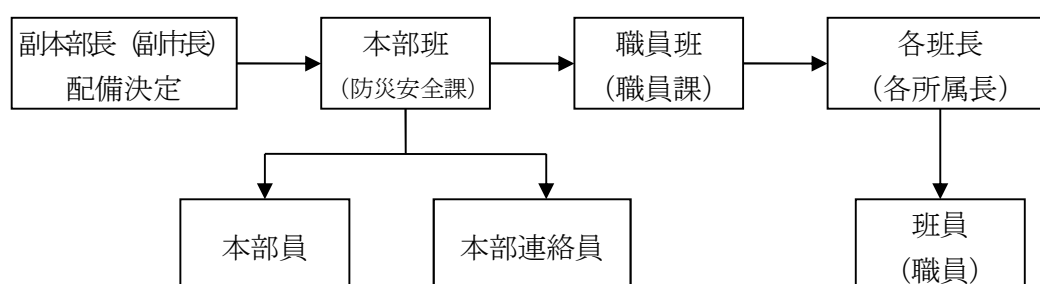 副本部長（副市長）
配備決定
本部班
（防災安全課）
職員班
（職員課）
各班長
（各所属長）
本部員
本部連絡員
班員
（職員）